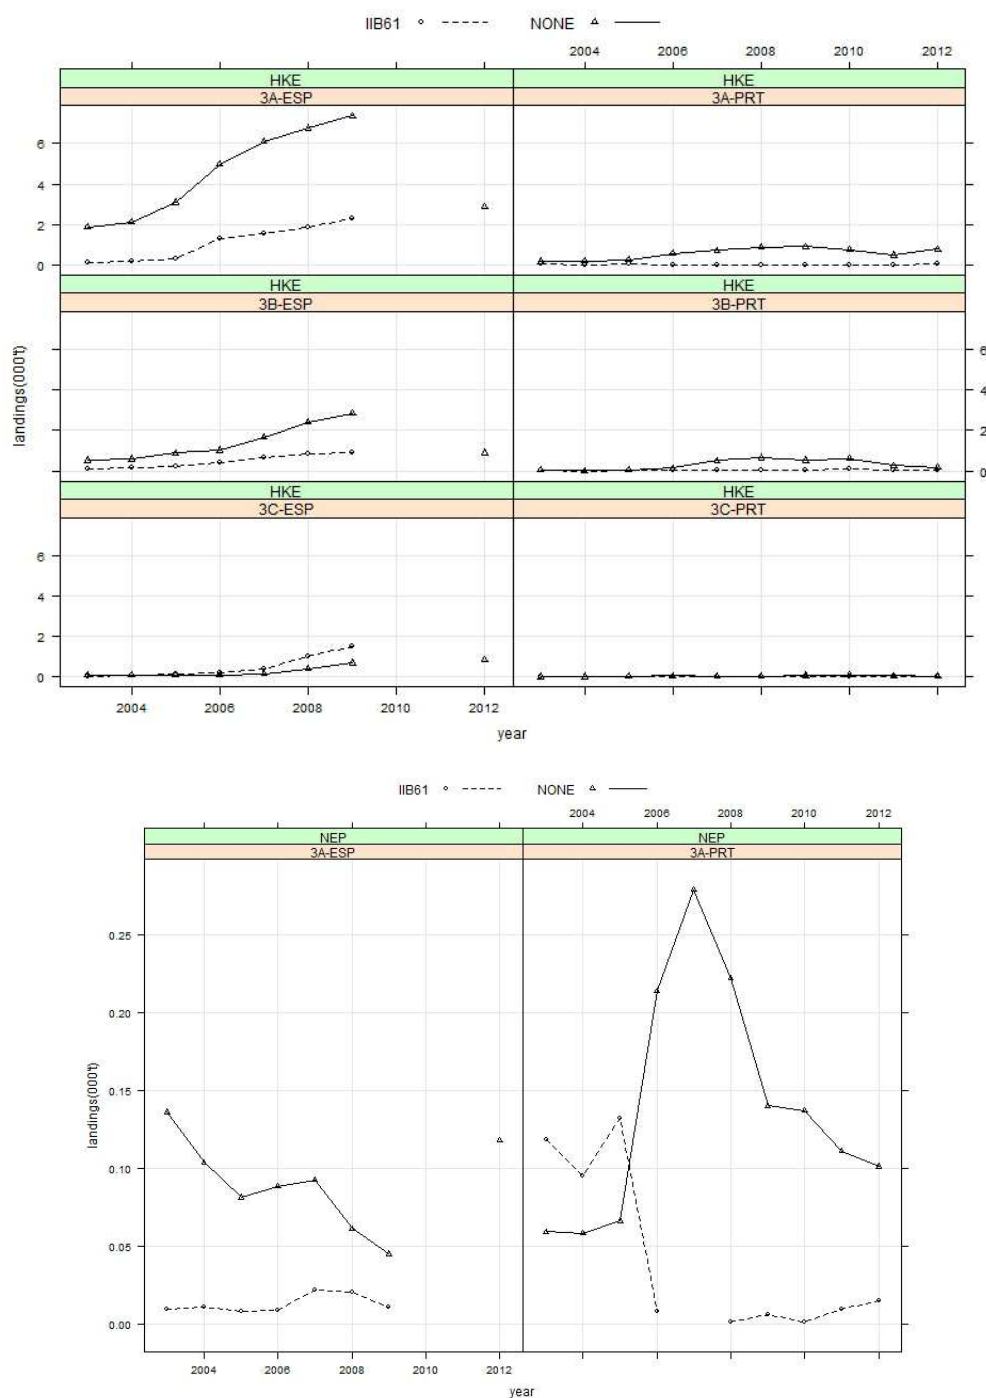 IIB61 NONE
2004 2006 2008 2010 2012
HKE HKE
3A-ESP 3A-PRT
6
4
2
0
HKE HKE
3B-ESP 3B-PRT
6
4
2
0
landings(000't)
HKE HKE
3C-ESP 3C-PRT
6
4
2
0
2004 2006 2008 2010 2012
year
IIB61 NONE
2004 2006 2008 2010 2012
NEP NEP
3A-ESP 3A-PRT
0.25
0.20
0.15
0.10
0.05
0.00
landings(000't)
2004 2006 2008 2010 2012
year